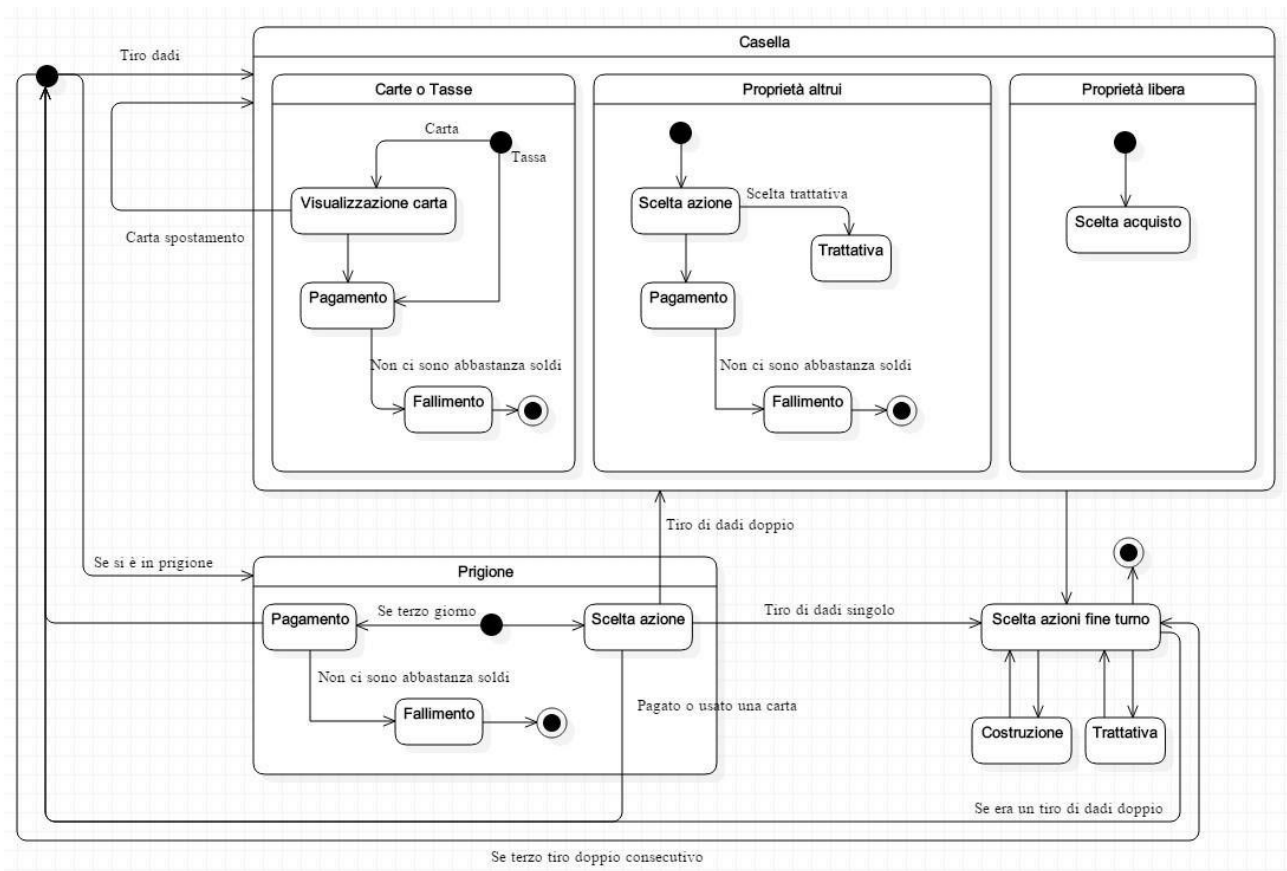 Casella
Tiro dadi
Carte o Tasse
Proprietà altrui
Proprietà libera
Carta
Tassa
Visualizzazione carta
Scelta azione
Scelta trattativa
Scelta acquisto
Carta spostamento
Trattativa
Pagamento
Pagamento
Non ci sono abbastanza soldi
Non ci sono abbastanza soldi
Fallimento
Fallimento
Tiro di dadi doppio
Se si è in prigione
Prigione
Pagamento
Se terzo giorno
Scelta azione
Tiro di dadi singolo
Scelta azioni fine turno
Non ci sono abbastanza soldi
Fallimento
Pagato o usato una carta
Costruzione
Trattativa
Se era un tiro di dadi doppio
Se terzo tiro doppio consecutivo